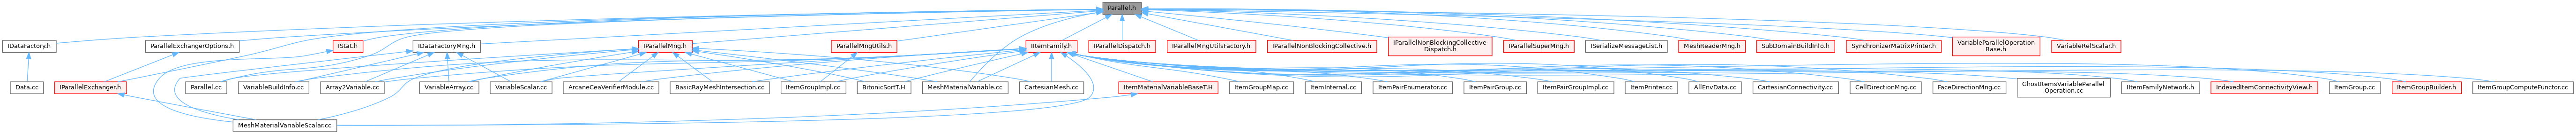 Parallel.h
IDataFactory.h
ParallelExchangerOptions.h
IStat.h
IDataFactoryMng.h
IParallelMng.h
ParallelMngUtils.h
IItemFamily.h
IParallelDispatch.h
IParallelMngUtilsFactory.h
IParallelNonBlockingCollective.h
IParallelNonBlockingCollective
Dispatch.h
IParallelSuperMng.h
ISerializeMessageList.h
MeshReaderMng.h
SubDomainBuildInfo.h
SynchronizerMatrixPrinter.h
VariableParallelOperation
Base.h
VariableRefScalar.h
Data.cc
IParallelExchanger.h
Parallel.cc
VariableBuildInfo.cc
Array2Variable.cc
VariableArray.cc
VariableScalar.cc
ArcaneCeaVerifierModule.cc
BasicRayMeshIntersection.cc
ItemGroupImpl.cc
BitonicSortT.H
MeshMaterialVariable.cc
CartesianMesh.cc
ItemMaterialVariableBaseT.H
ItemGroupMap.cc
ItemInternal.cc
ItemPairEnumerator.cc
ItemPairGroup.cc
ItemPairGroupImpl.cc
ItemPrinter.cc
AllEnvData.cc
CartesianConnectivity.cc
CellDirectionMng.cc
FaceDirectionMng.cc
GhostItemsVariableParallel
Operation.cc
IItemFamilyNetwork.h
IndexedItemConnectivityView.h
ItemGroup.cc
ItemGroupBuilder.h
ItemGroupComputeFunctor.cc
MeshMaterialVariableScalar.cc